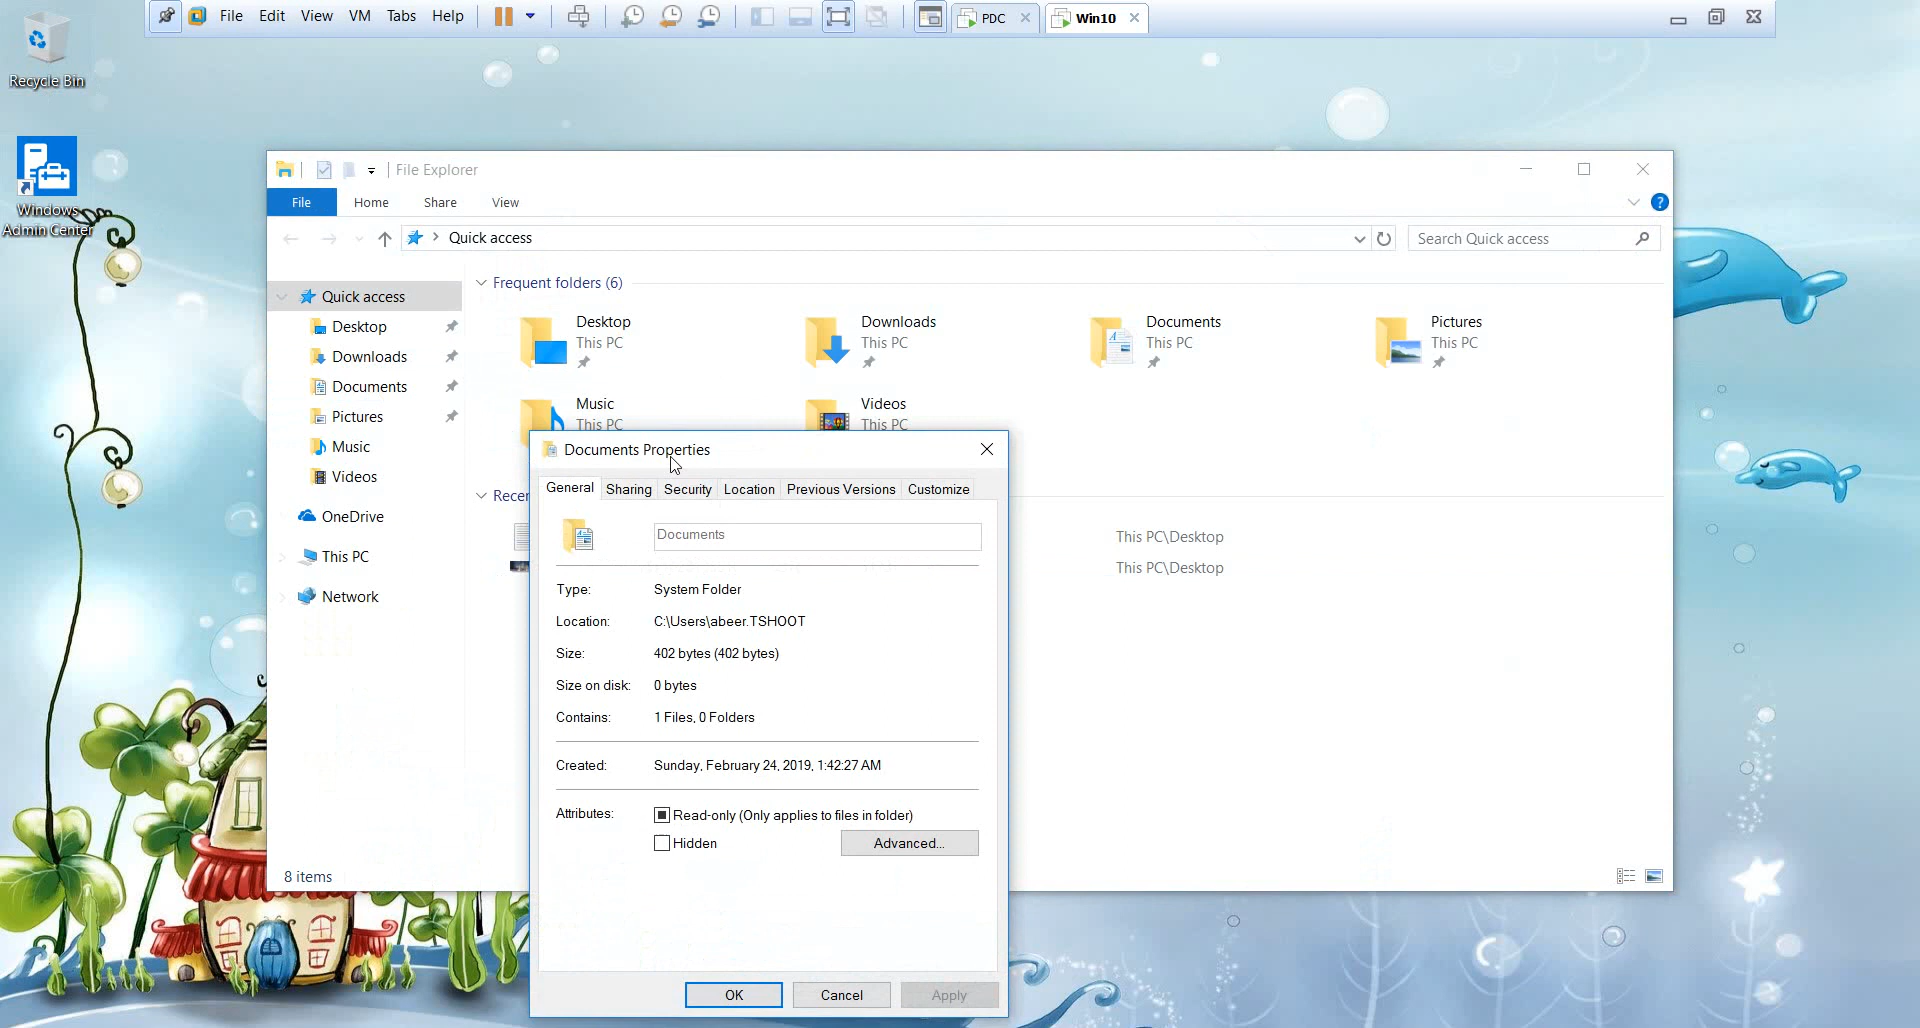 File Edit View VM Tabs Help PDC Win10
Recycle Bin
Windows
Admin Center
File Explorer
File Home Share View
Quick access
Search Quick access
Quick access
Desktop
Downloads
Documents
Pictures
Music
Videos
OneDrive
This PC
Network
Frequent folders (6)
Desktop
This PC
Downloads
This PC
Documents
This PC
Pictures
This PC
Music
This PC
Videos
This PC
Recen
This PC\Desktop
This PC\Desktop
8 items
Documents Properties
General Sharing Security Location Previous Versions Customize
Documents
Type: System Folder
Location: C:\Users\abeer.TSHOOT
Size: 402 bytes (402 bytes)
Size on disk: 0 bytes
Contains: 1 Files, 0 Folders
Created: Sunday, February 24, 2019, 1:42:27 AM
Attributes: Read-only (Only applies to files in folder)
Hidden Advanced...
OK Cancel Apply